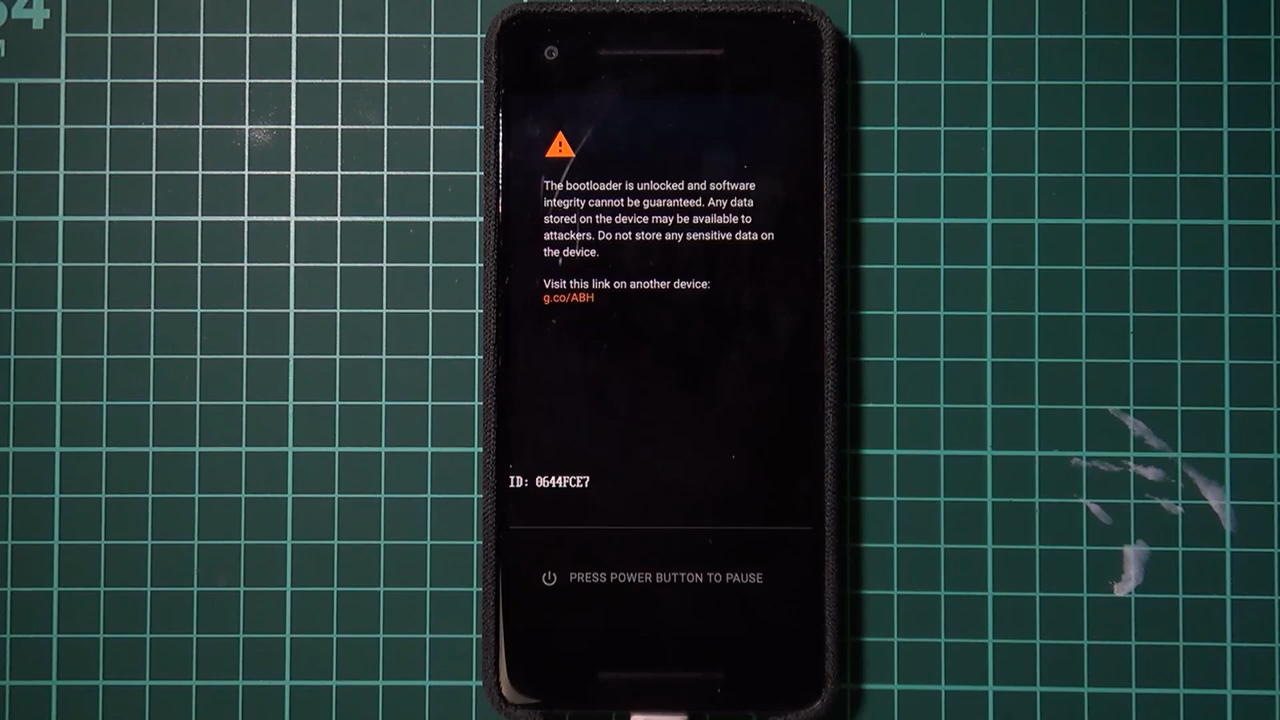 The bootloader is unlocked and software
integrity cannot be guaranteed. Any data
stored on the device may be available to
attackers. Do not store any sensitive data on
the device.
Visit this link on another device:
g.co/ABH
ID: 0644FCE7
PRESS POWER BUTTON TO PAUSE